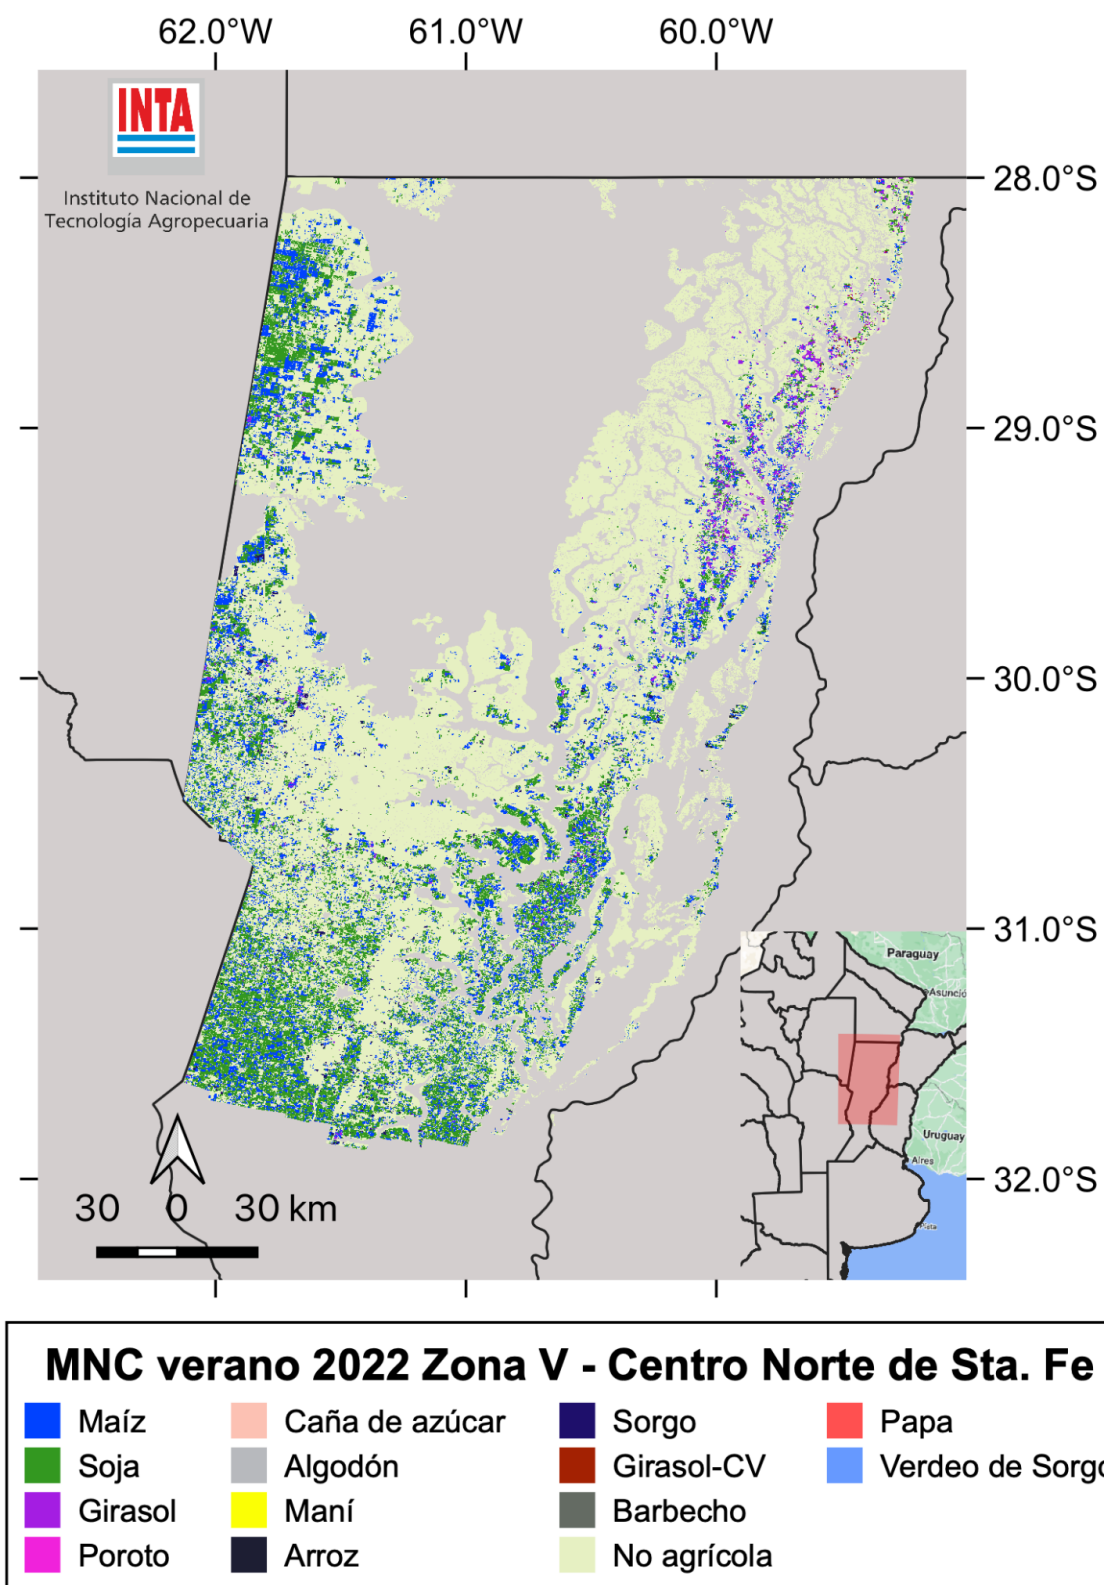 62.0°W 61.0°W 60.0°W
INTA
Instituto Nacional de
Tecnología Agropecuaria
28.0°S
29.0°S
30.0°S
31.0°S
32.0°S
Paraguay
Uruguay
Aires
30 0 30 km
MNC verano 2022 Zona V - Centro Norte de Sta. Fe
Maíz Caña de azúcar Sorgo Papa
Soja Algodón Girasol-CV Verdeo de Sorgo
Girasol Maní Barbecho
Poroto Arroz No agrícola